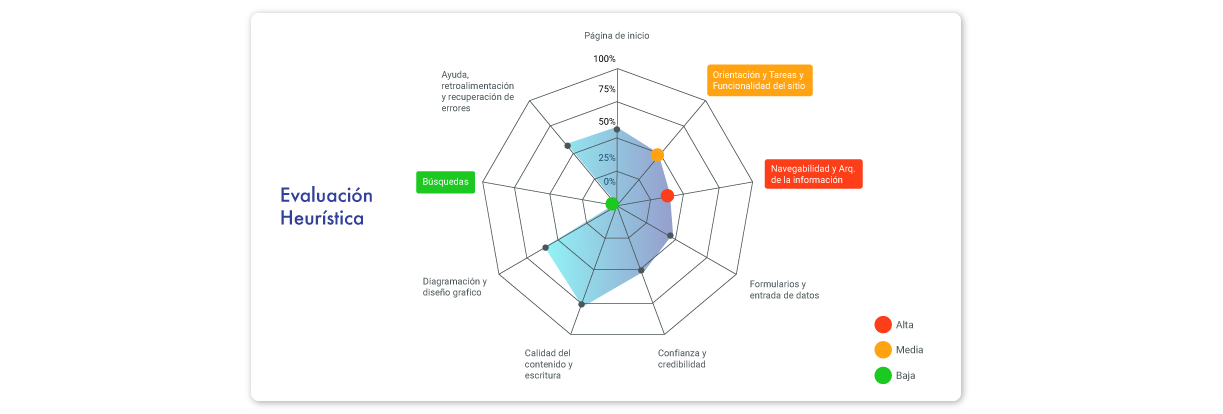 Página de inicio
100%
75%
50%
25%
0%
Ayuda,
retroalimentación
y recuperación de
errores
Orientación y Tareas y
Funcionalidad del sitio
Búsquedas
Navegabilidad y Arq.
de la información
Evaluación
Heurística
Diagramación y
diseño grafico
Formularios y
entrada de datos
Calidad del
contenido y
escritura
Confianza y
credibilidad
Alta
Media
Baja